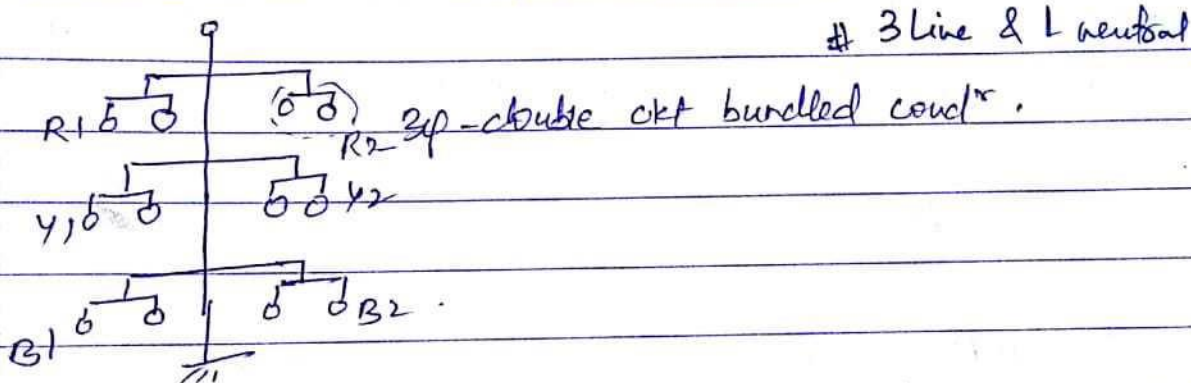 # 3 Line & 1 neutral
R1
R2 3φ-double ckt bundled condr.
Y1
Y2
B2.
B1